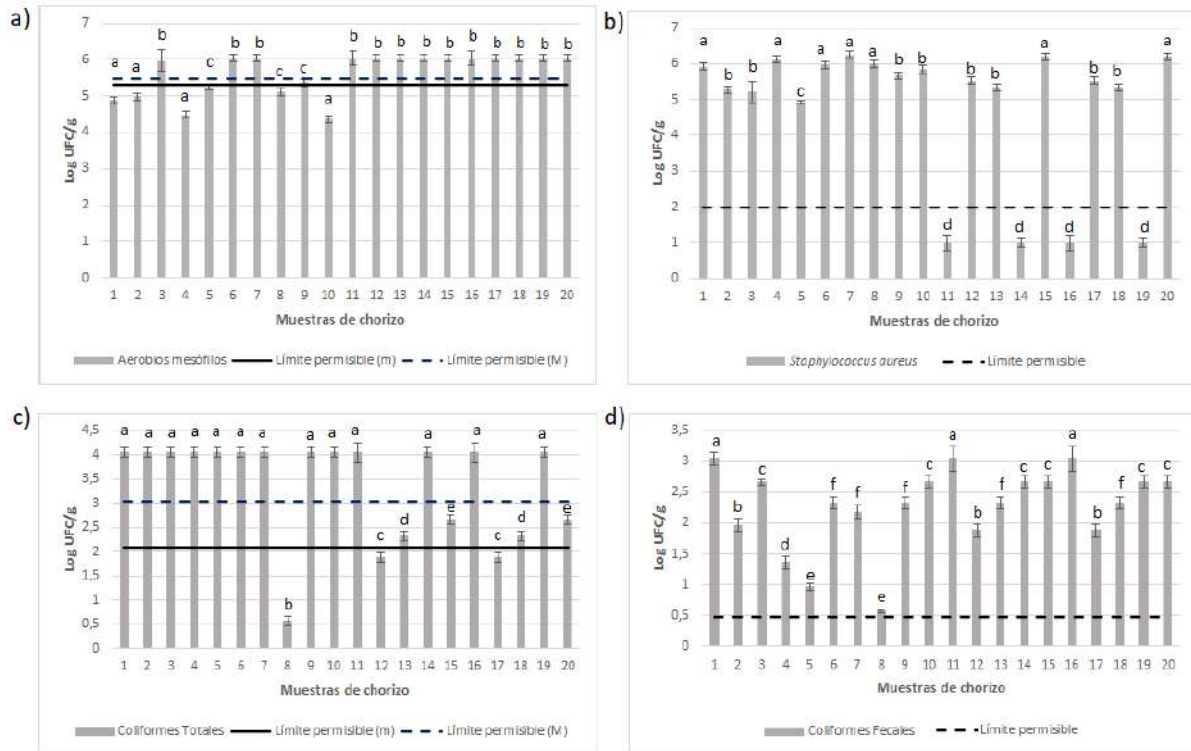 a)
7
6
5
4
3
2
1
0
Log UFC/g
a a b a c b b c c a b b b b b b b b b b
1 2 3 4 5 6 7 8 9 10 11 12 13 14 15 16 17 18 19 20
Muestras de chorizo
Aerobios mesófilos Límite permisible (m) Límite permisible (M)
b)
8
7
6
5
4
3
2
1
0
Log UFC/g
a b b a c a a a b b d b b d a d b b d a
1 2 3 4 5 6 7 8 9 10 11 12 13 14 15 16 17 18 19 20
Muestras de chorizo
Staphylococcus aureus Límite permisible
c)
4,5
4
3,5
3
2,5
2
1,5
1
0,5
0
Log UFC/g
a a a a a a a b a a a c d a e a c d a e
1 2 3 4 5 6 7 8 9 10 11 12 13 14 15 16 17 18 19 20
Muestras de chorizo
Coliformes Totales Límite permisible (m) Límite permisible (M)
d)
3,5
3
2,5
2
1,5
1
0,5
0
Log UFC/g
a b c d e f f e f c a b f c c a b f c c
1 2 3 4 5 6 7 8 9 10 11 12 13 14 15 16 17 18 19 20
Muestras de chorizo
Coliformes Fecales Límite permisible